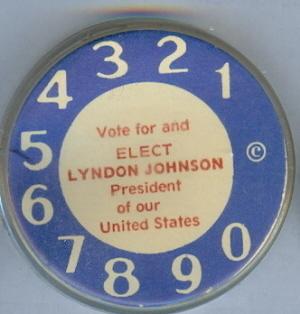 1
2
3
4
5
6
7
8
9
0
©
Vote for and
ELECT
LYNDON JOHNSON
President
of our
United States